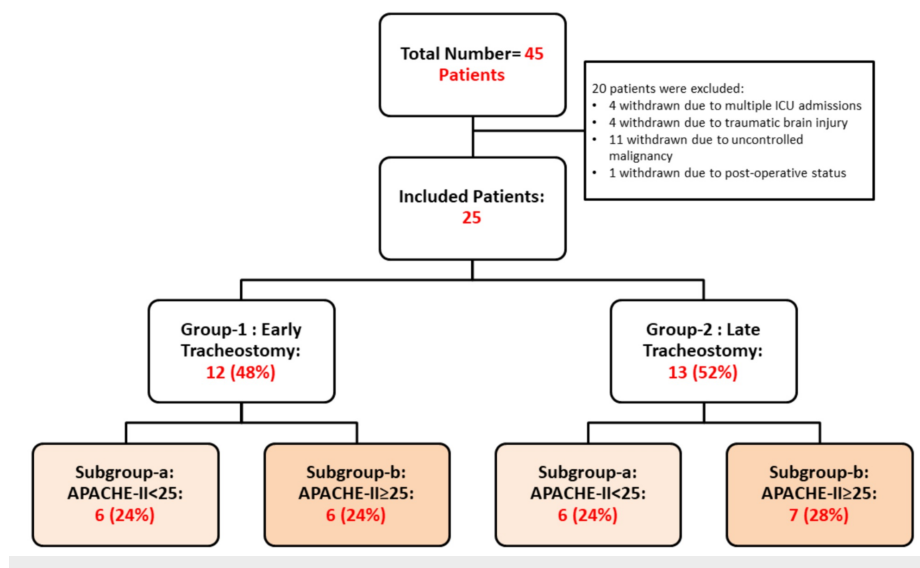 Total Number= 45
Patients
20 patients were excluded:
• 4 withdrawn due to multiple ICU admissions
• 4 withdrawn due to traumatic brain injury
• 11 withdrawn due to uncontrolled
malignancy
• 1 withdrawn due to post-operative status
Included Patients:
25
Group-1 : Early
Tracheostomy:
12 (48%)
Group-2 : Late
Tracheostomy:
13 (52%)
Subgroup-a:
APACHE-II<25:
6 (24%)
Subgroup-b:
APACHE-II≥25:
6 (24%)
Subgroup-a:
APACHE-II<25:
6 (24%)
Subgroup-b:
APACHE-II≥25:
7 (28%)